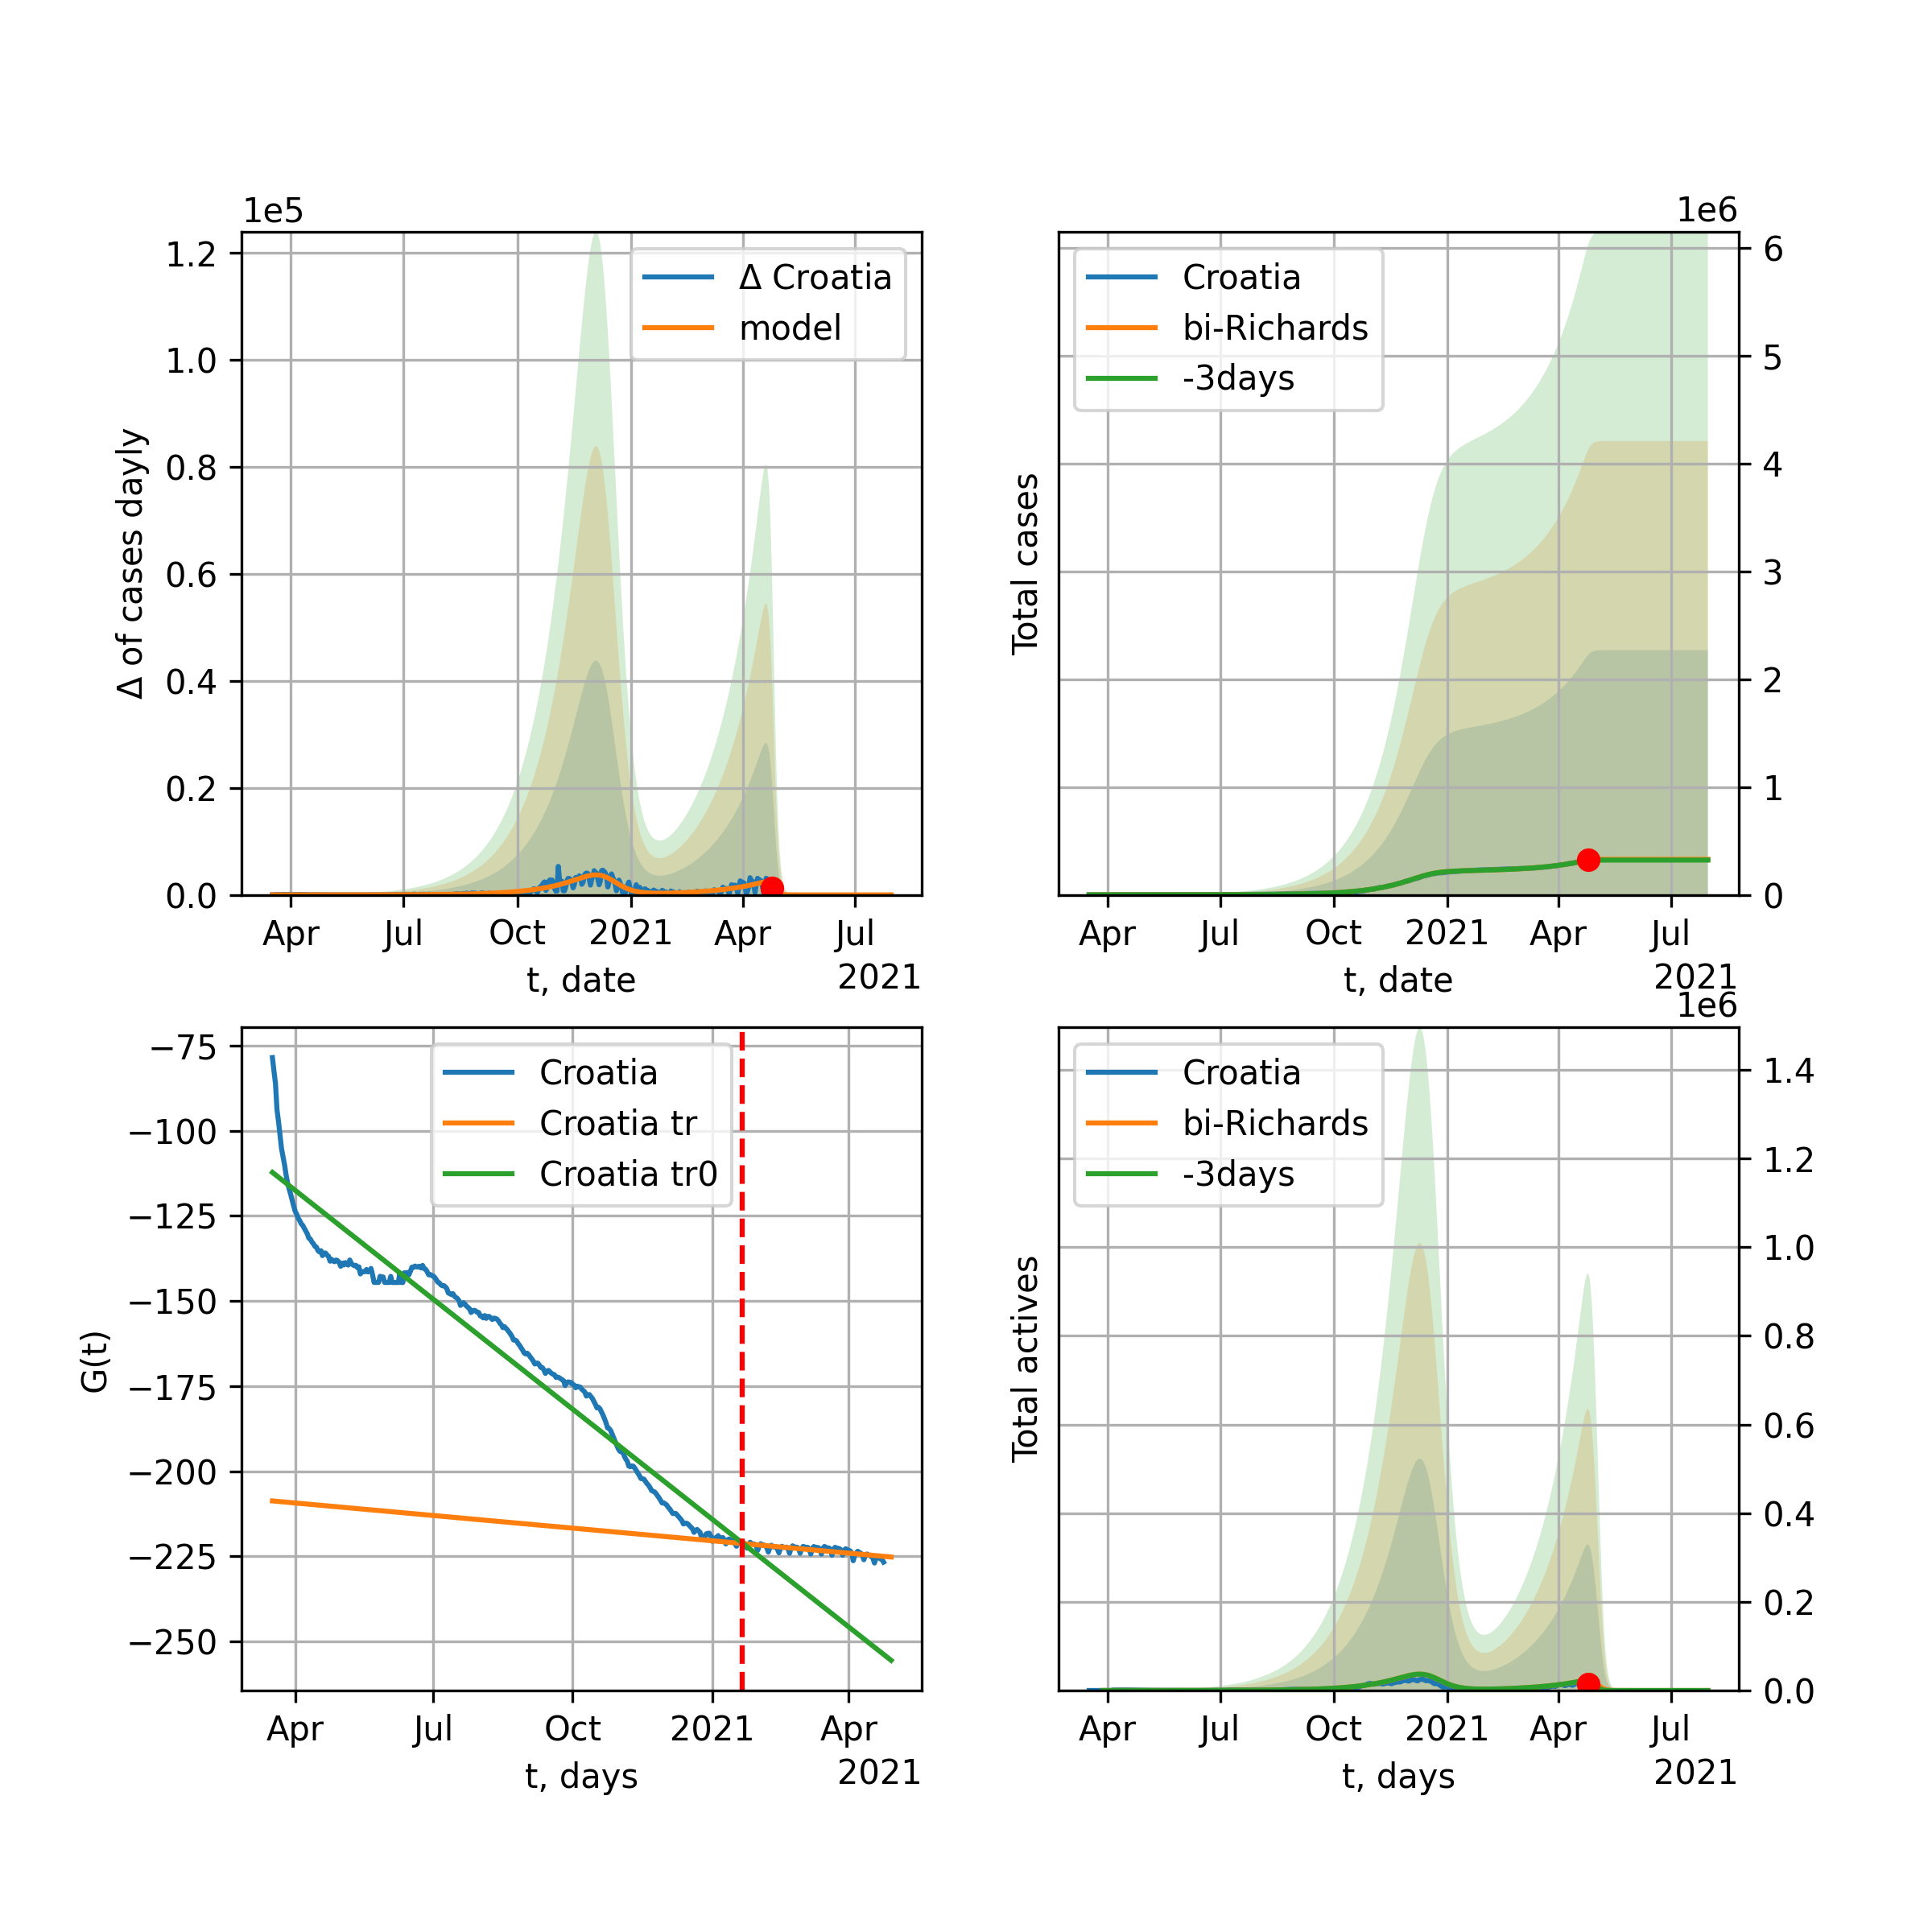 1e5
Δ of cases dayly
1.2
1.0
0.8
0.6
0.4
0.2
0.0
Δ Croatia
model
Apr Jul Oct 2021 Apr Jul
t, date
2021
1e6
Total cases
6
5
4
3
2
1
0
Croatia
bi-Richards
-3days
Apr Jul Oct 2021 Apr Jul
t, date
2021
G(t)
−75
−100
−125
−150
−175
−200
−225
−250
Croatia
Croatia tr
Croatia tr0
Apr Jul Oct 2021 Apr
t, days
2021
1e6
Total actives
1.4
1.2
1.0
0.8
0.6
0.4
0.2
0.0
Croatia
bi-Richards
-3days
Apr Jul Oct 2021 Apr Jul
t, days
2021